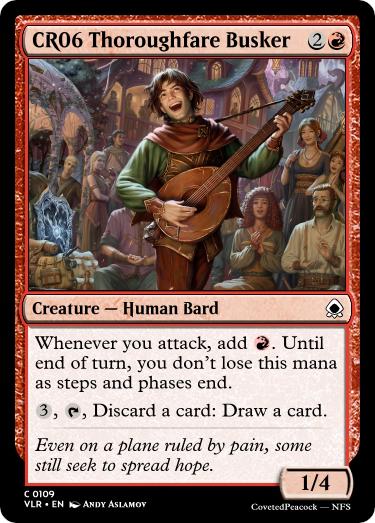 CR06 Thoroughfare Busker 2
Creature — Human Bard
Whenever you attack, add . Until
end of turn, you don't lose this mana
as steps and phases end.
3, , Discard a card: Draw a card.
Even on a plane ruled by pain, some
still seek to spread hope.
1/4
C 0109
VLR • EN Andy Aslamov
CovetedPeacock — NFS